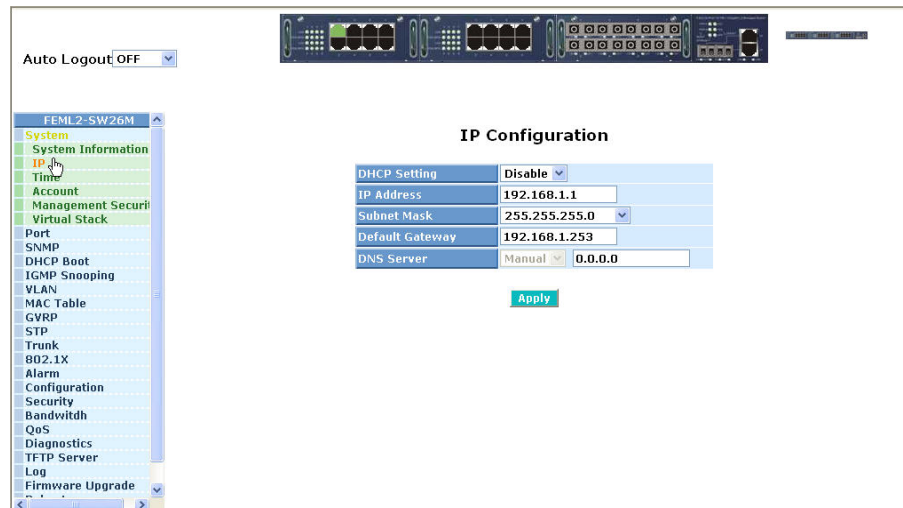 Auto Logout OFF
FEML2-SW26M
System
System Information
IP
Time
Account
Management Securit
Virtual Stack
Port
SNMP
DHCP Boot
IGMP Snooping
VLAN
MAC Table
GVRP
STP
Trunk
802.1X
Alarm
Configuration
Security
Bandwitdh
QoS
Diagnostics
TFTP Server
Log
Firmware Upgrade
IP Configuration
DHCP Setting Disable
IP Address 192.168.1.1
Subnet Mask 255.255.255.0
Default Gateway 192.168.1.253
DNS Server Manual 0.0.0.0
Apply